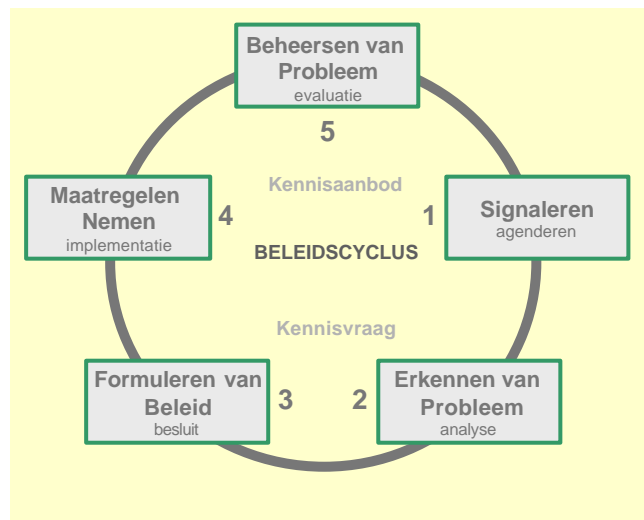 Beheersen van
Probleem
evaluatie
5
Kennisaanbod
Maatregelen
Nemen
implementatie
4
1
Signaleren
agenderen
BELEIDSCYCLUS
Kennisvraag
Formuleren van
Beleid
besluit
3
2
Erkennen van
Probleem
analyse